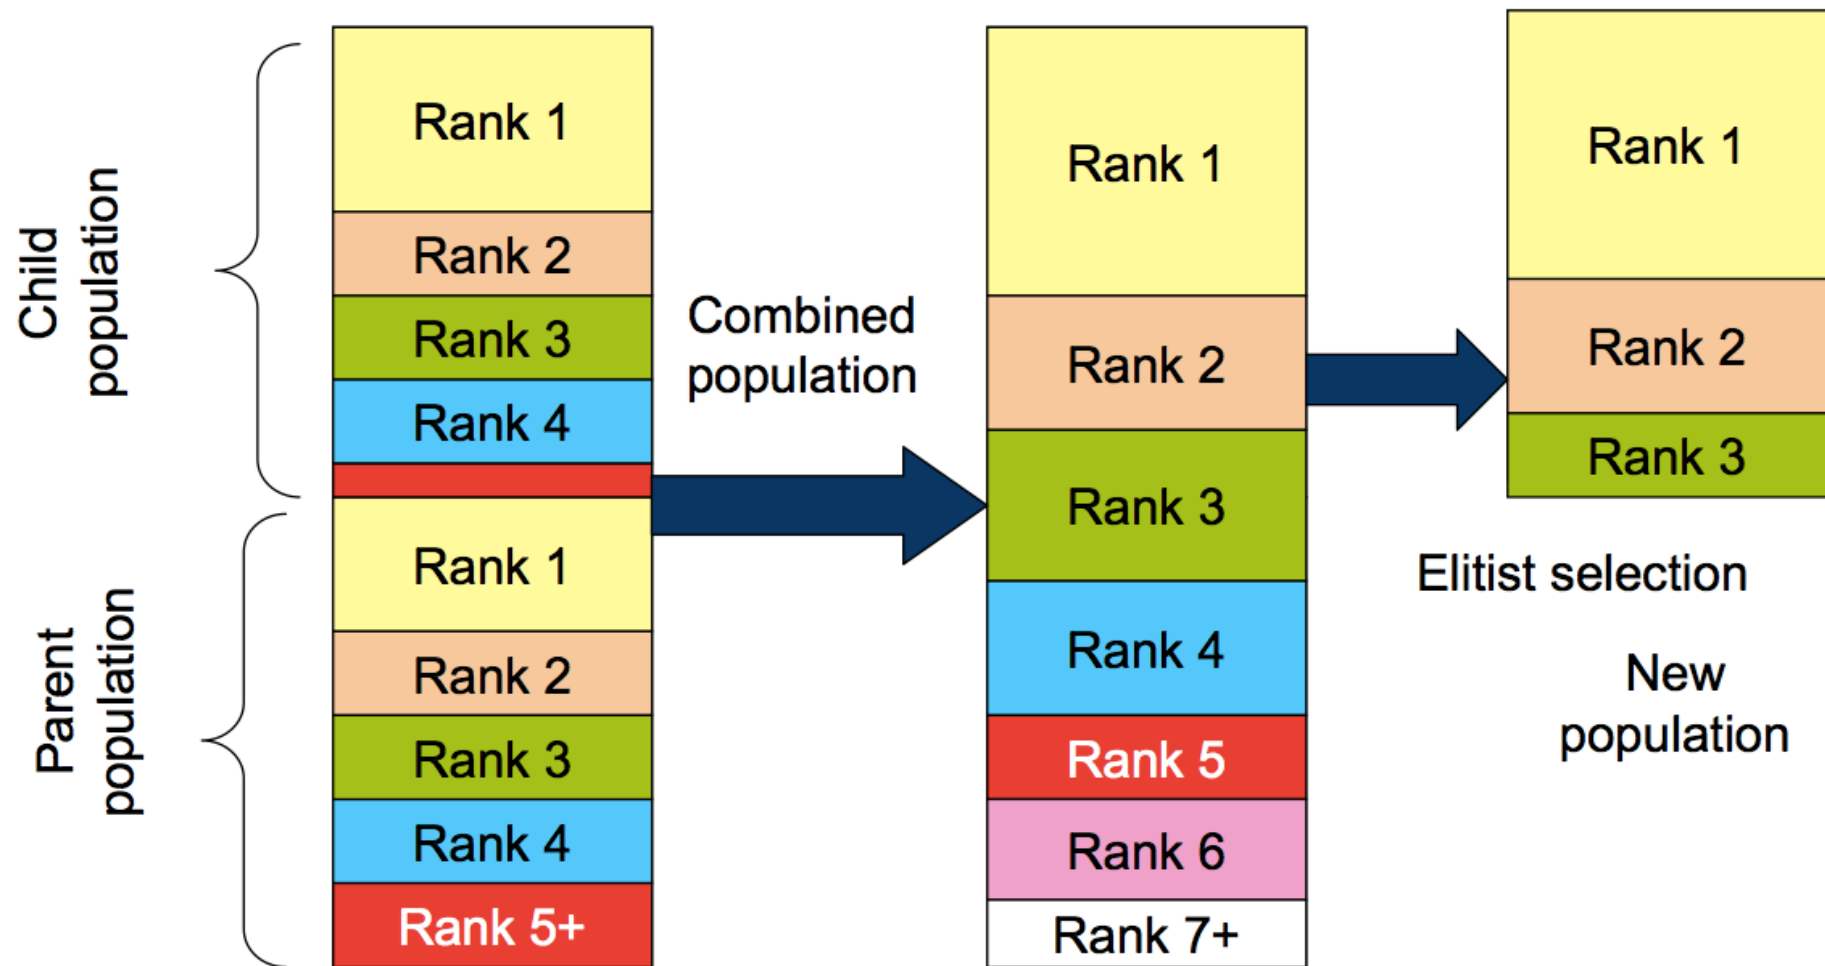 Child
population
Rank 1
Rank 2
Rank 3
Rank 4
Parent
population
Rank 1
Rank 2
Rank 3
Rank 4
Rank 5+
Combined
population
Rank 1
Rank 2
Rank 3
Rank 4
Rank 5
Rank 6
Rank 7+
Rank 1
Rank 2
Rank 3
Elitist selection
New
population